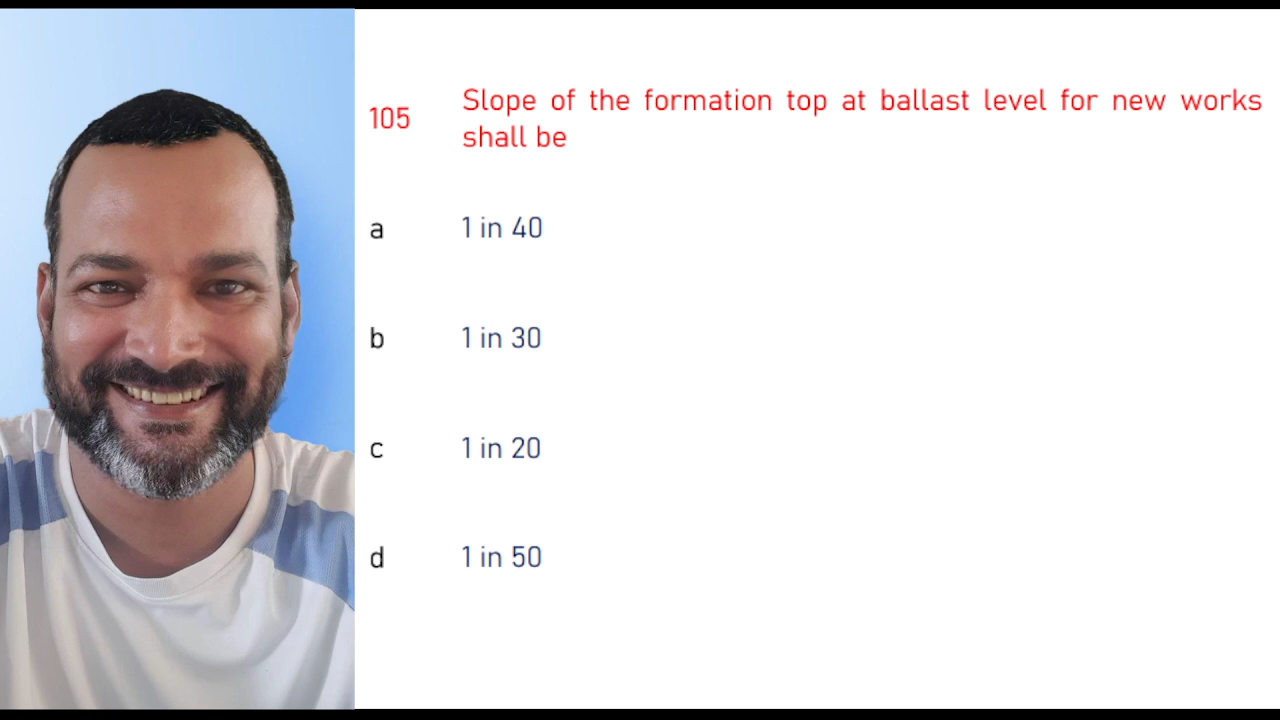 105
Slope of the formation top at ballast level for new works
shall be
a 1 in 40
b 1 in 30
c 1 in 20
d 1 in 50